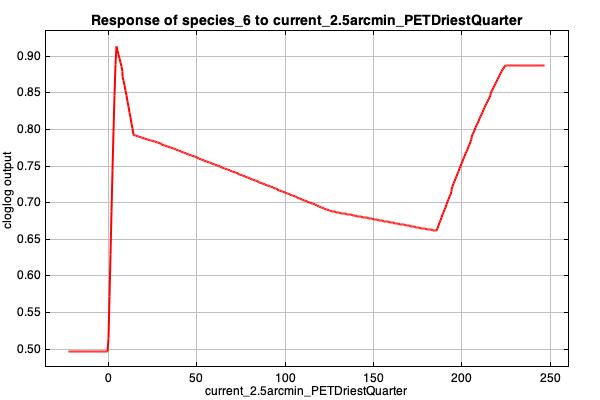 Response of species_6 to current_2.5arcmin_PETDriestQuarter
cloglog output
0.90
0.85
0.80
0.75
0.70
0.65
0.60
0.55
0.50
0 50 100 150 200 250
current_2.5arcmin_PETDriestQuarter